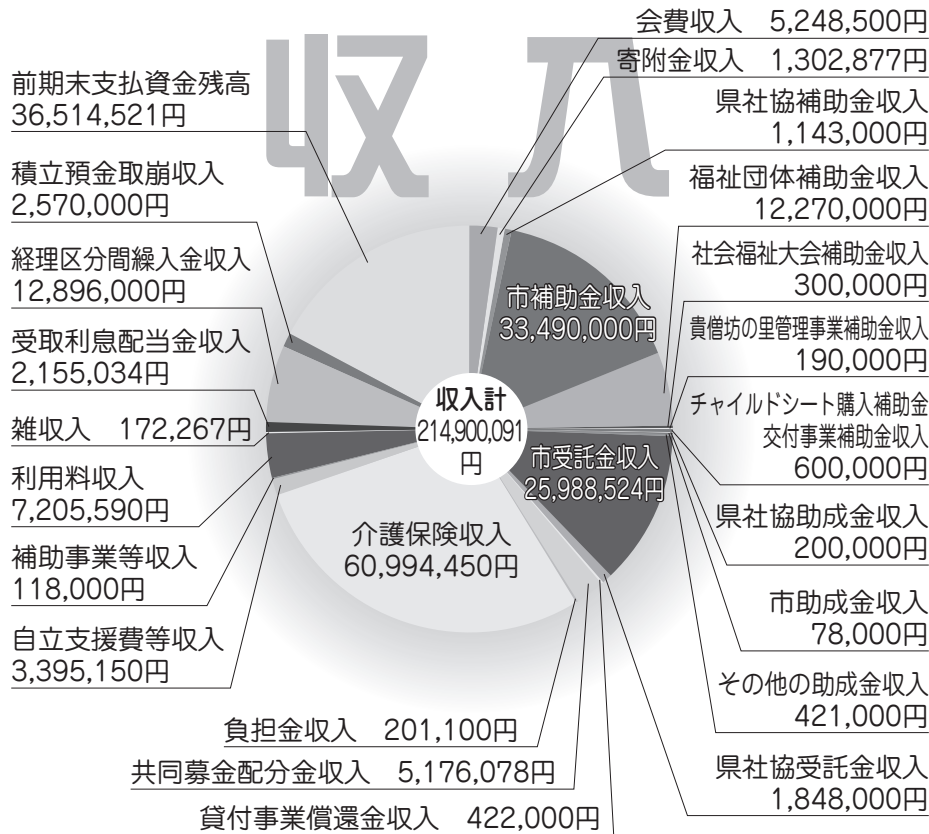 収入
会費収入 5,248,500円
寄附金収入 1,302,877円
県社協補助金収入
1,143,000円
福祉団体補助金収入
12,270,000円
社会福祉大会補助金収入
300,000円
貴僧坊の里管理事業補助金収入
190,000円
チャイルドシート購入補助金
交付事業補助金収入
600,000円
県社協助成金収入
200,000円
市助成金収入
78,000円
その他の助成金収入
421,000円
県社協受託金収入
1,848,000円
市補助金収入
33,490,000円
市受託金収入
25,988,524円
収入計
214,900,091
円
介護保険収入
60,994,450円
前期末支払資金残高
36,514,521円
積立預金取崩収入
2,570,000円
経理区分間繰入金収入
12,896,000円
受取利息配当金収入
2,155,034円
雑収入 172,267円
利用料収入
7,205,590円
補助事業等収入
118,000円
自立支援費等収入
3,395,150円
負担金収入 201,100円
共同募金配分金収入 5,176,078円
貸付事業償還金収入 422,000円